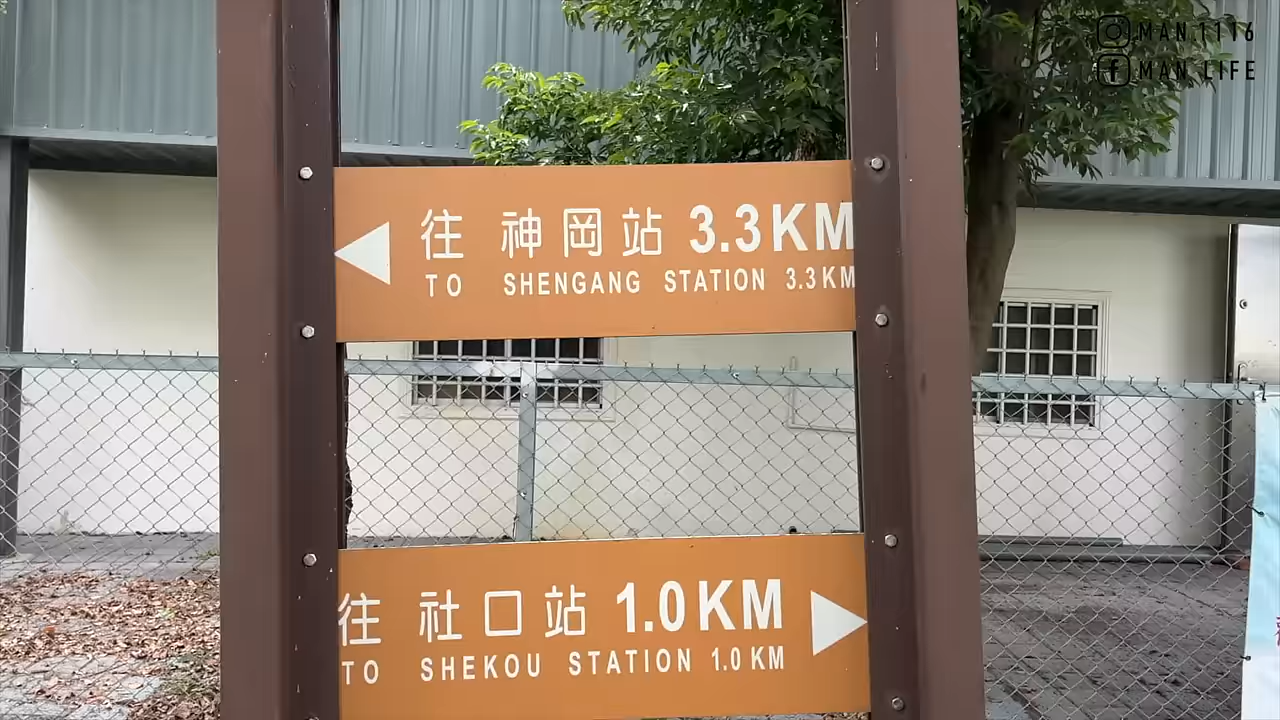 MAN.1116
MAN LIFE
往 神岡站 3.3KM
TO SHENGANG STATION 3.3KM
往 社口站 1.0KM
TO SHEKOU STATION 1.0KM